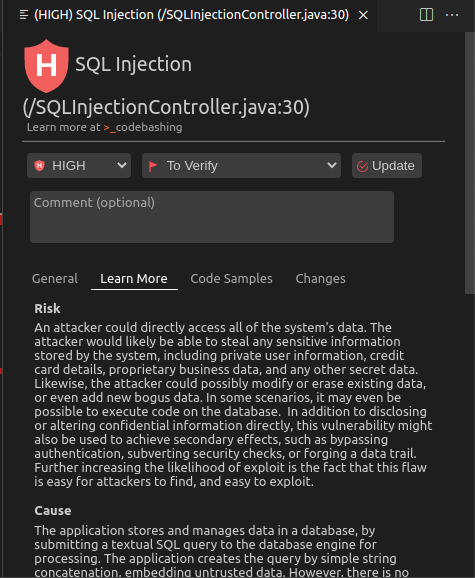 (HIGH) SQL Injection (/SQLInjectionController.java:30)
H SQL Injection
(/SQLInjectionController.java:30)
Learn more at >_codebashing
H HIGH To Verify Update
Comment (optional)
General Learn More Code Samples Changes
Risk
An attacker could directly access all of the system's data. The
attacker would likely be able to steal any sensitive information
stored by the system, including private user information, credit
card details, proprietary business data, and any other secret data.
Likewise, the attacker could possibly modify or erase existing data,
or even add new bogus data. In some scenarios, it may even be
possible to execute code on the database.  In addition to disclosing
or altering confidential information directly, this vulnerability might
also be used to achieve secondary effects, such as bypassing
authentication, subverting security checks, or forging a data trail.
Further increasing the likelihood of exploit is the fact that this flaw
is easy for attackers to find, and easy to exploit.
Cause
The application stores and manages data in a database, by
submitting a textual SQL query to the database engine for
processing. The application creates the query by simple string
concatenation, embedding untrusted data. However, there is no